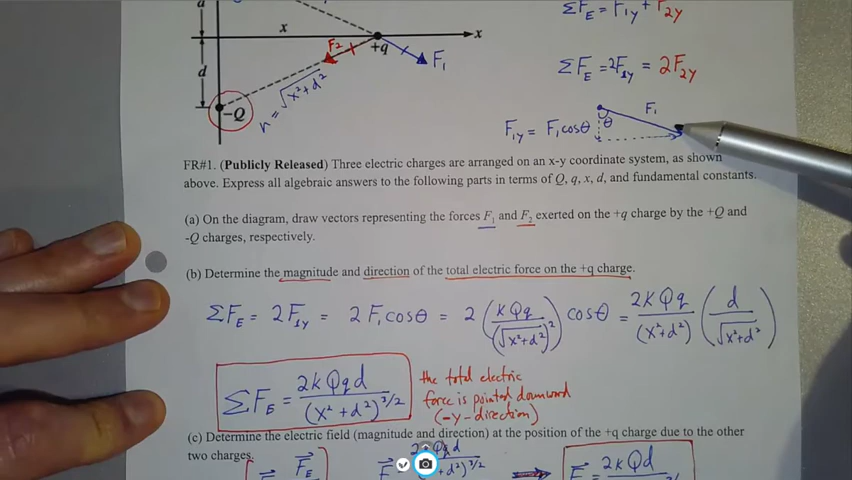 ΣF_E = F_1y + F_2y
d
x
+q
x
F_2
F_1
ΣF_E = 2F_1y = 2F_2y
d
r = √x²+d²
-Q
F_1
θ
F_1y = F_1cosθ
FR#1. (Publicly Released) Three electric charges are arranged on an x-y coordinate system, as shown
above. Express all algebraic answers to the following parts in terms of Q, q, x, d, and fundamental constants.
(a) On the diagram, draw vectors representing the forces F_1 and F_2 exerted on the +q charge by the +Q and
-Q charges, respectively.
(b) Determine the magnitude and direction of the total electric force on the +q charge.
ΣF_E = 2F_1y = 2F_1cosθ = 2(kQq/(√x²+d²)²)cosθ = 2kQq/(x²+d²) (d/√x²+d²)
ΣF_E = 2kQqd/(x²+d²)^3/2
the total electric
force is pointed downward
(-y-direction)
(c) Determine the electric field (magnitude and direction) at the position of the +q charge due to the other
two charges.